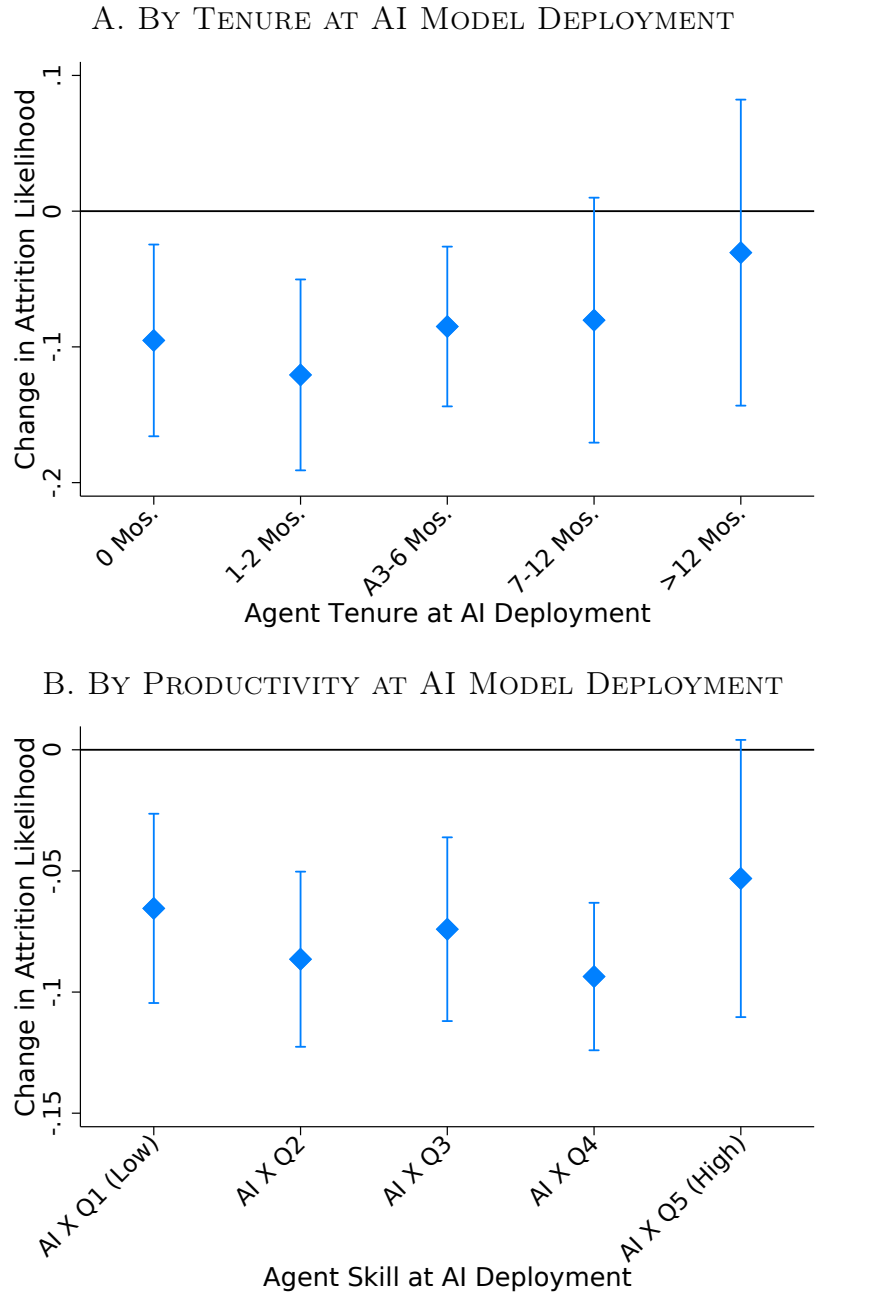 A. By Tenure at AI Model Deployment
Change in Attrition Likelihood
.1
0
-.1
-.2
0 Mos.
1-2 Mos.
A3-6 Mos.
7-12 Mos.
>12 Mos.
Agent Tenure at AI Deployment
B. By Productivity at AI Model Deployment
Change in Attrition Likelihood
0
-.05
-.1
-.15
AI X Q1 (Low)
AI X Q2
AI X Q3
AI X Q4
AI X Q5 (High)
Agent Skill at AI Deployment